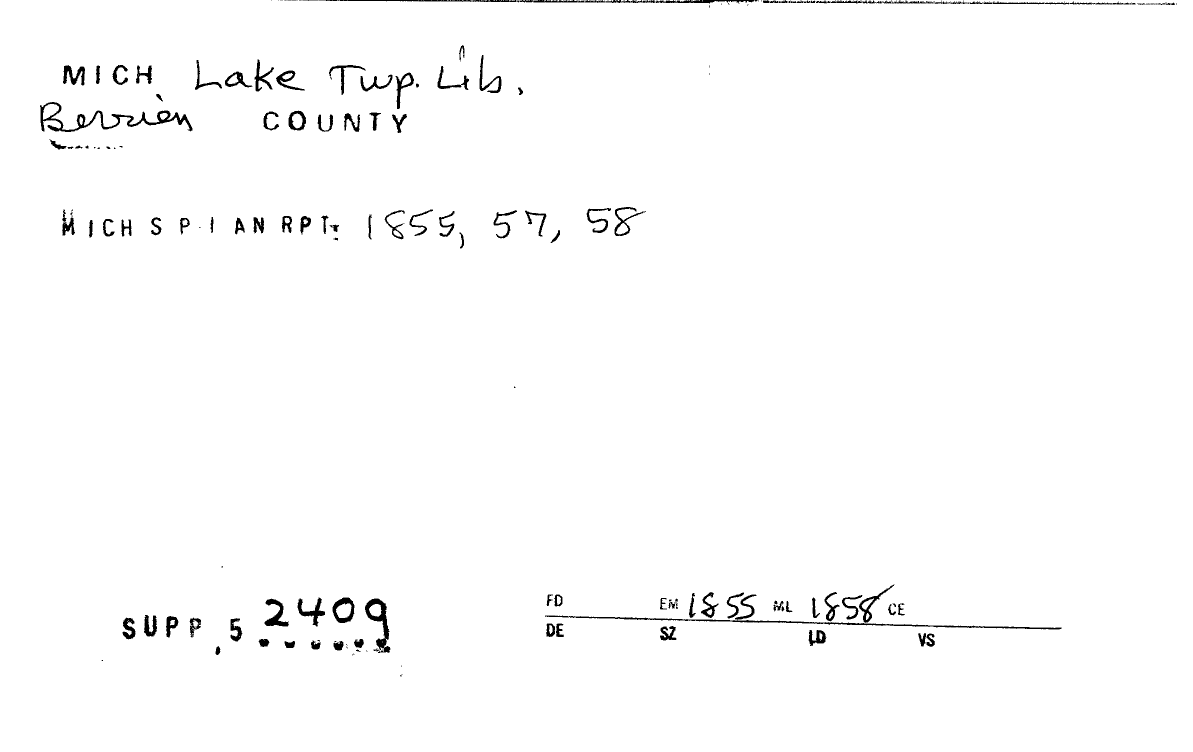 MICH. Lake Twp. Lib.
Berrien COUNTY
MICH S P I AN RPT: 1855, 57, 58
SUPP. 5 2409
FD EM 1855 ML 1858 CE
DE SZ LD VS